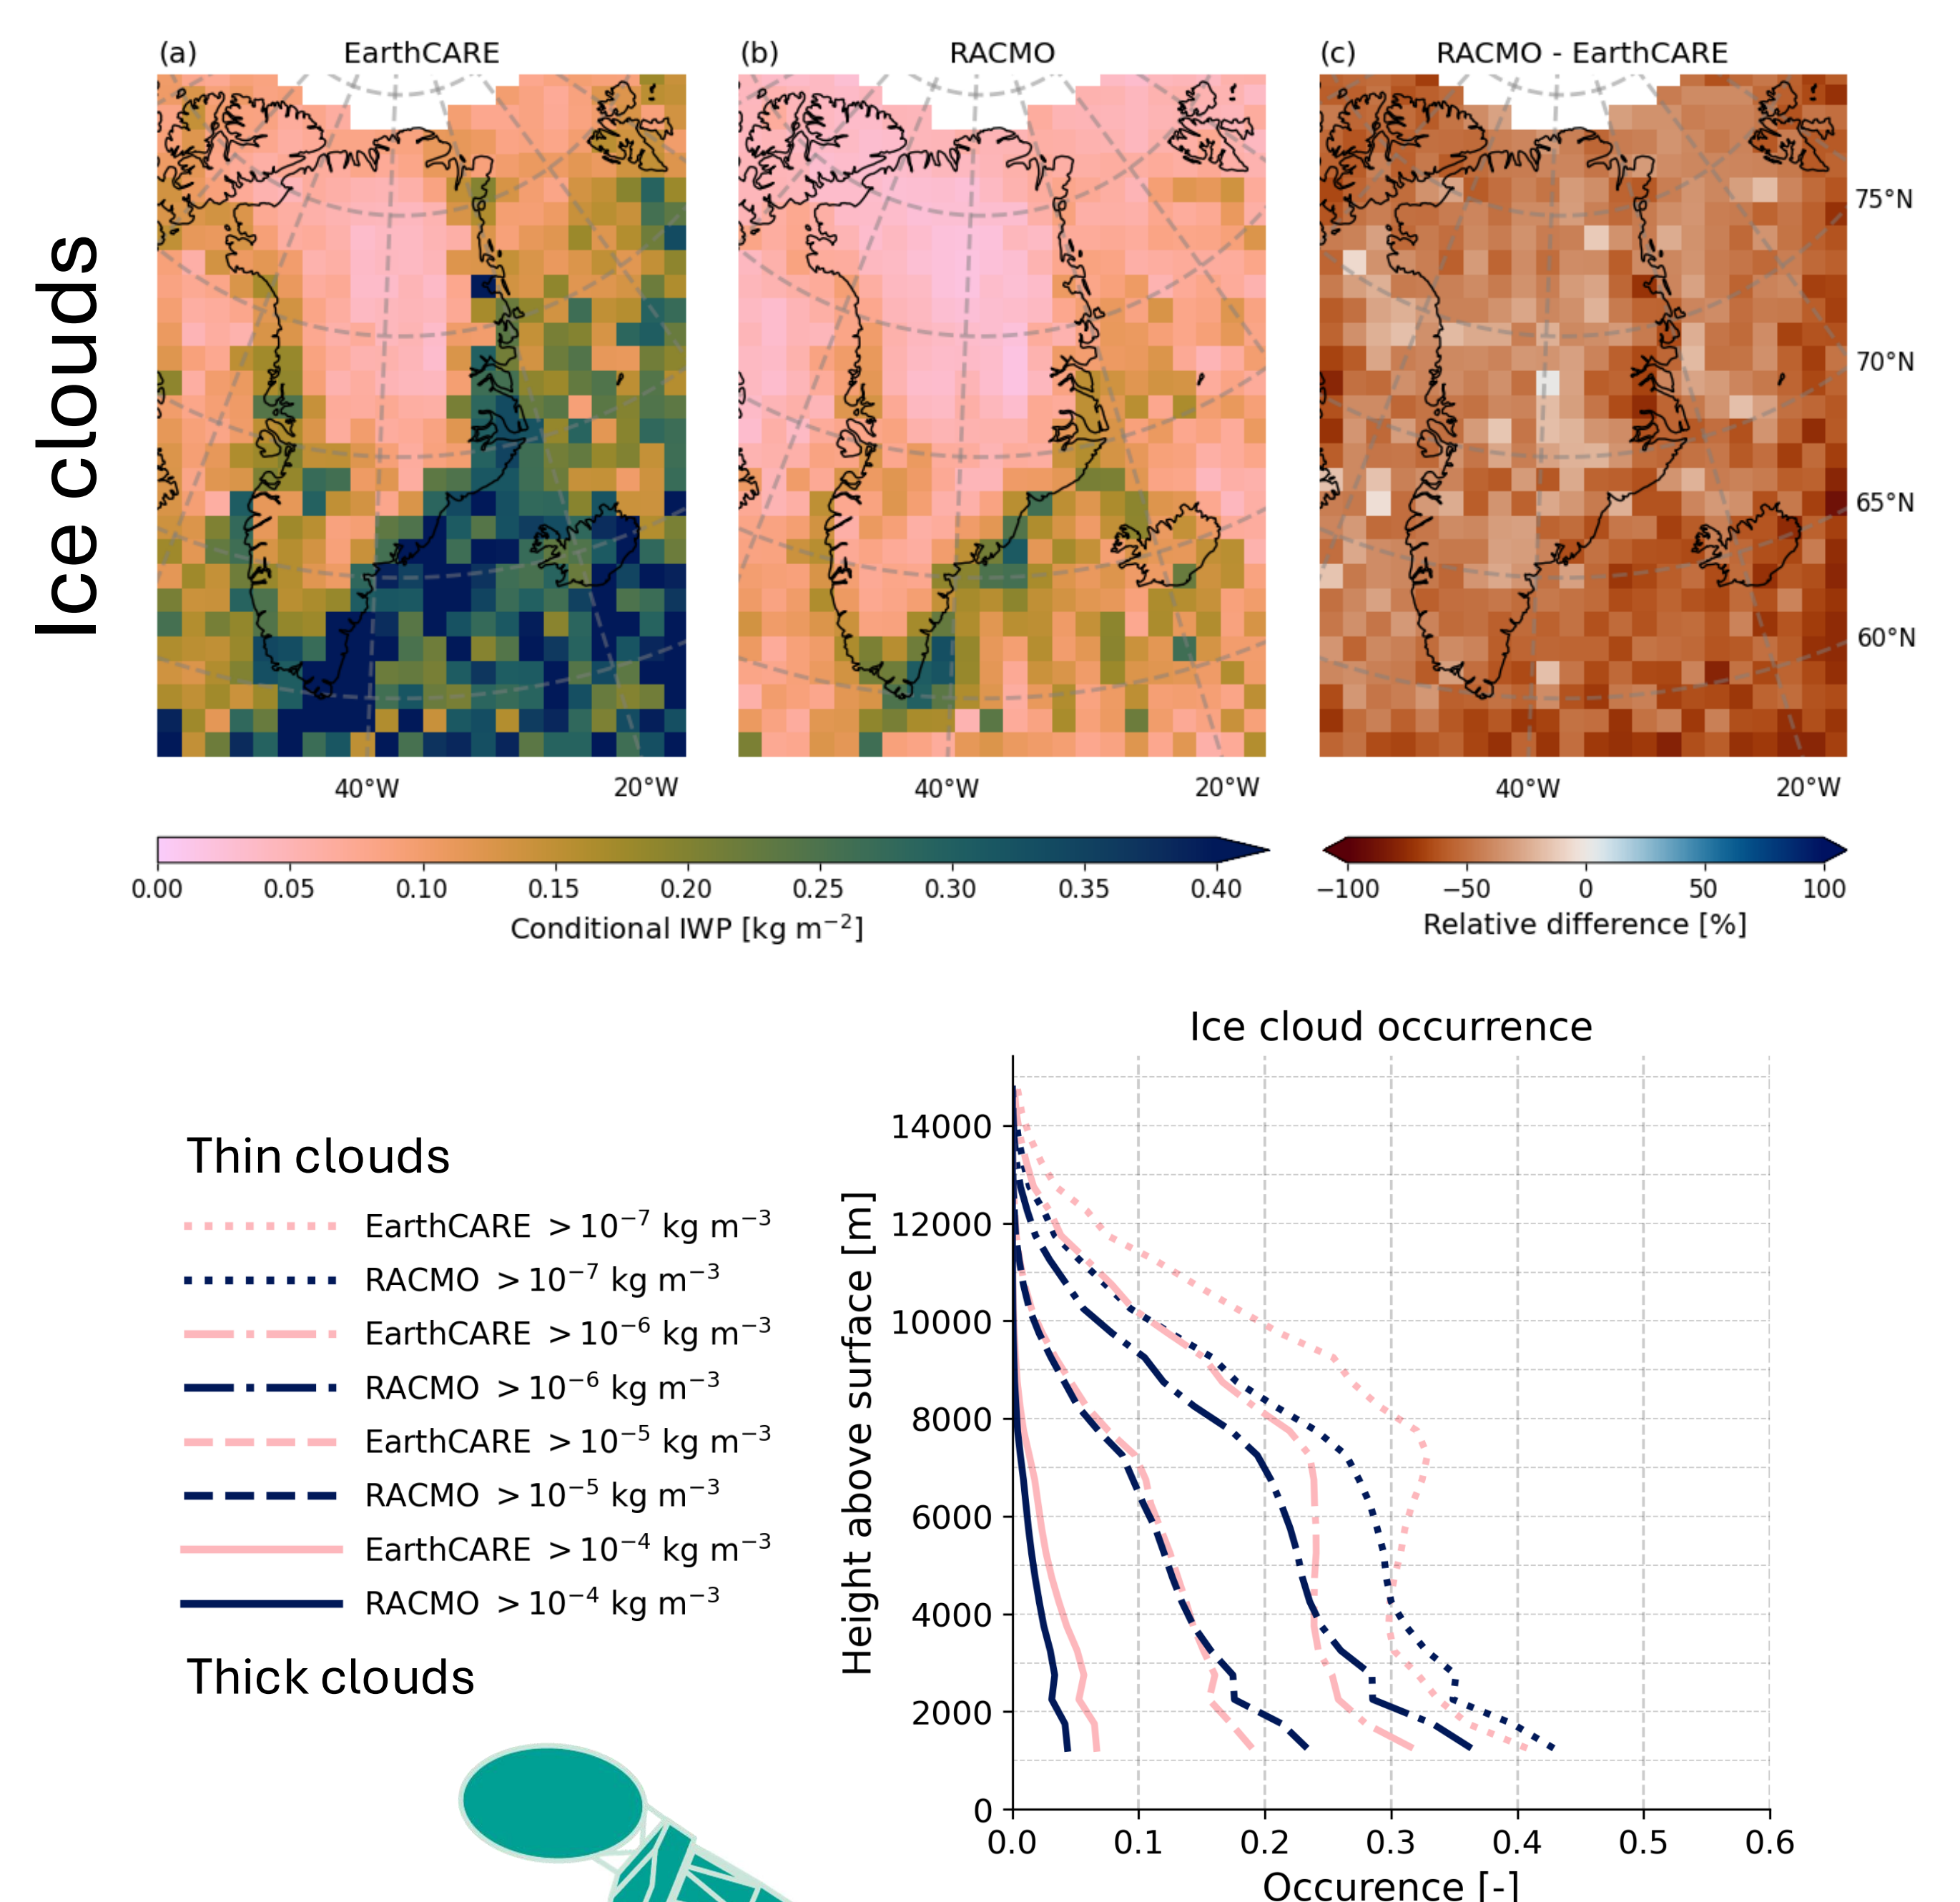 Ice clouds
(a) EarthCARE
(b) RACMO
(c) RACMO - EarthCARE
75°N
70°N
65°N
60°N
40°W 20°W
40°W 20°W
40°W 20°W
0.00 0.05 0.10 0.15 0.20 0.25 0.30 0.35 0.40
Conditional IWP [kg m⁻²]
−100 −50 0 50 100
Relative difference [%]
Thin clouds
EarthCARE > 10⁻⁷ kg m⁻³
RACMO > 10⁻⁷ kg m⁻³
EarthCARE > 10⁻⁶ kg m⁻³
RACMO > 10⁻⁶ kg m⁻³
EarthCARE > 10⁻⁵ kg m⁻³
RACMO > 10⁻⁵ kg m⁻³
EarthCARE > 10⁻⁴ kg m⁻³
RACMO > 10⁻⁴ kg m⁻³
Thick clouds
Ice cloud occurrence
Height above surface [m]
14000
12000
10000
8000
6000
4000
2000
0
0.0 0.1 0.2 0.3 0.4 0.5 0.6
Occurence [-]